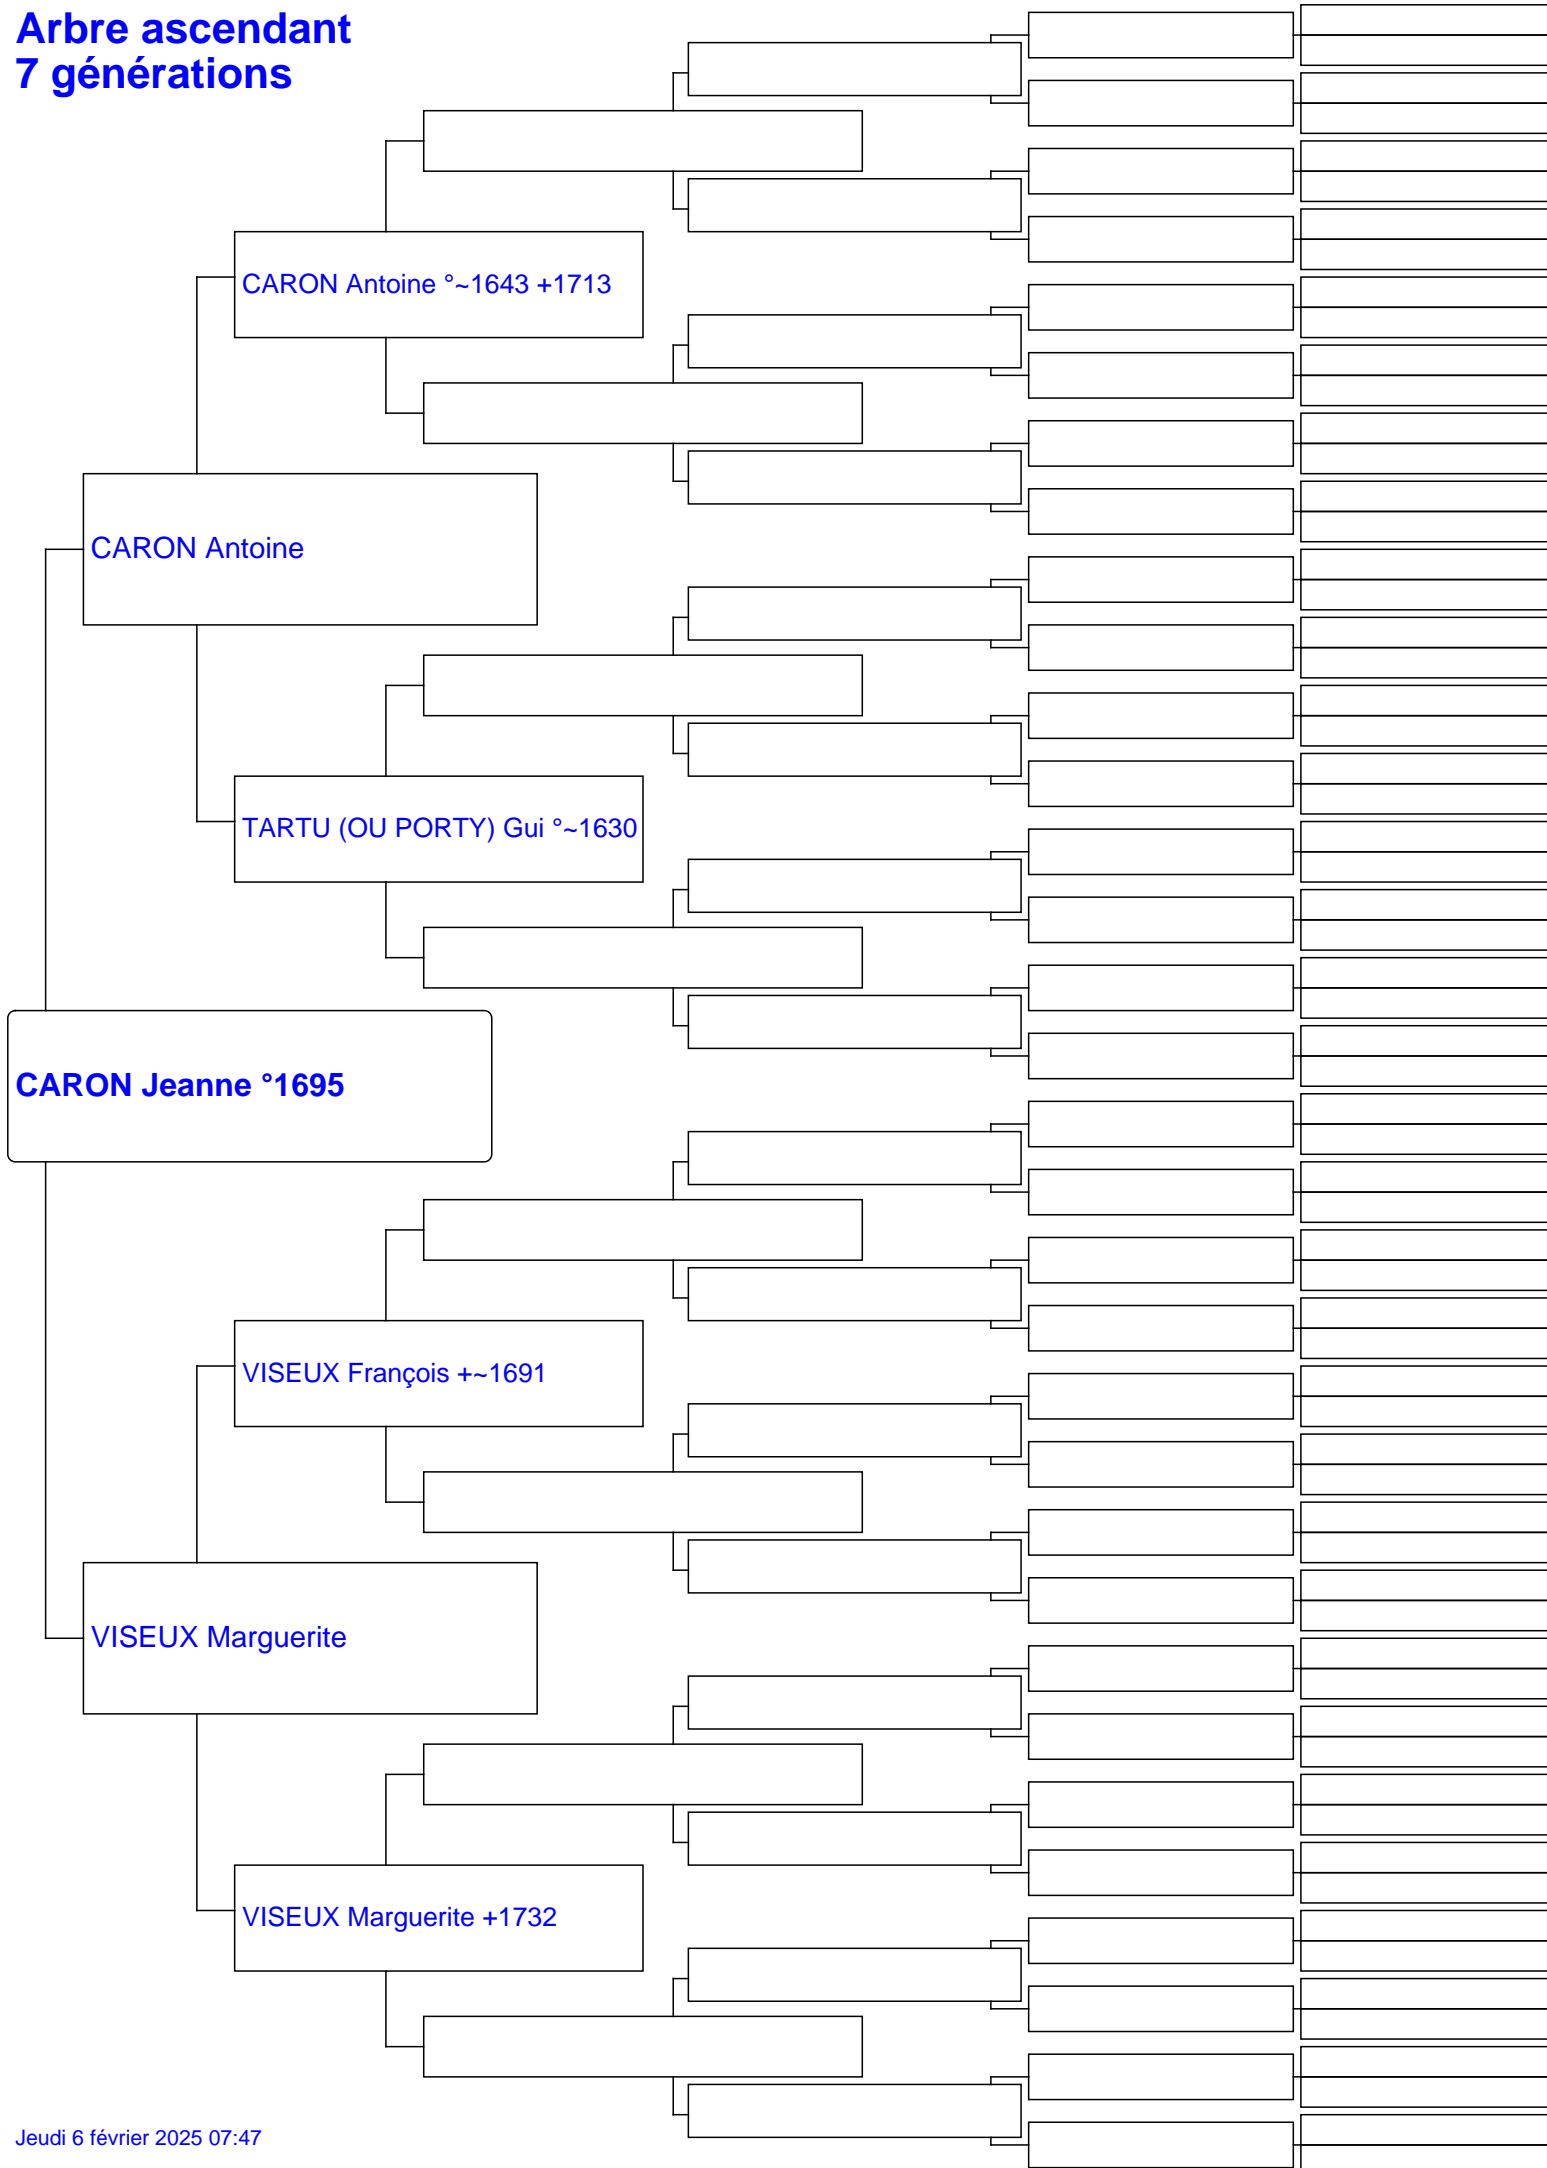 Arbre ascendant
7 générations
CARON Antoine °~1643 +1713
CARON Antoine
TARTU (OU PORTY) Gui °~1630
CARON Jeanne °1695
VISEUX François +~1691
VISEUX Marguerite
VISEUX Marguerite +1732
Jeudi 6 février 2025 07:47